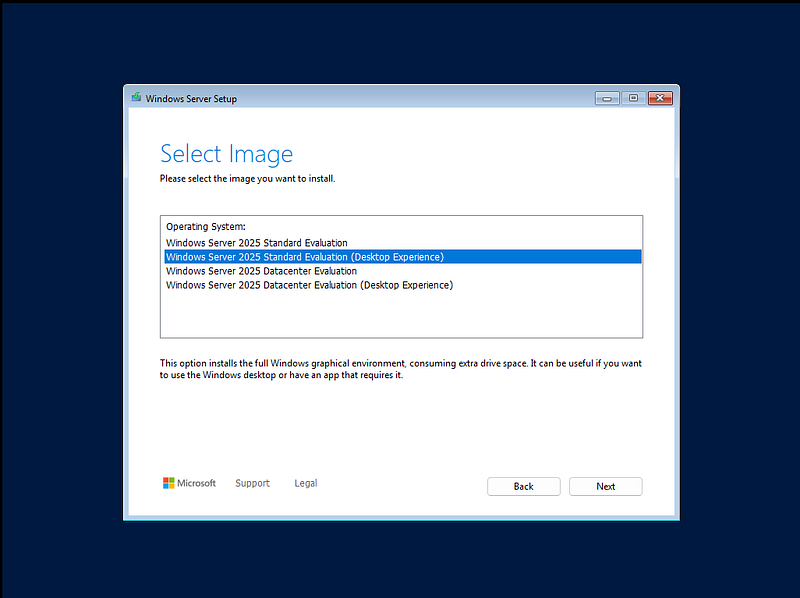 Windows Server Setup
Select Image
Please select the image you want to install.
Operating System:
Windows Server 2025 Standard Evaluation
Windows Server 2025 Standard Evaluation (Desktop Experience)
Windows Server 2025 Datacenter Evaluation
Windows Server 2025 Datacenter Evaluation (Desktop Experience)
This option installs the full Windows graphical environment, consuming extra drive space. It can be useful if you want
to use the Windows desktop or have an app that requires it.
Microsoft Support Legal Back Next